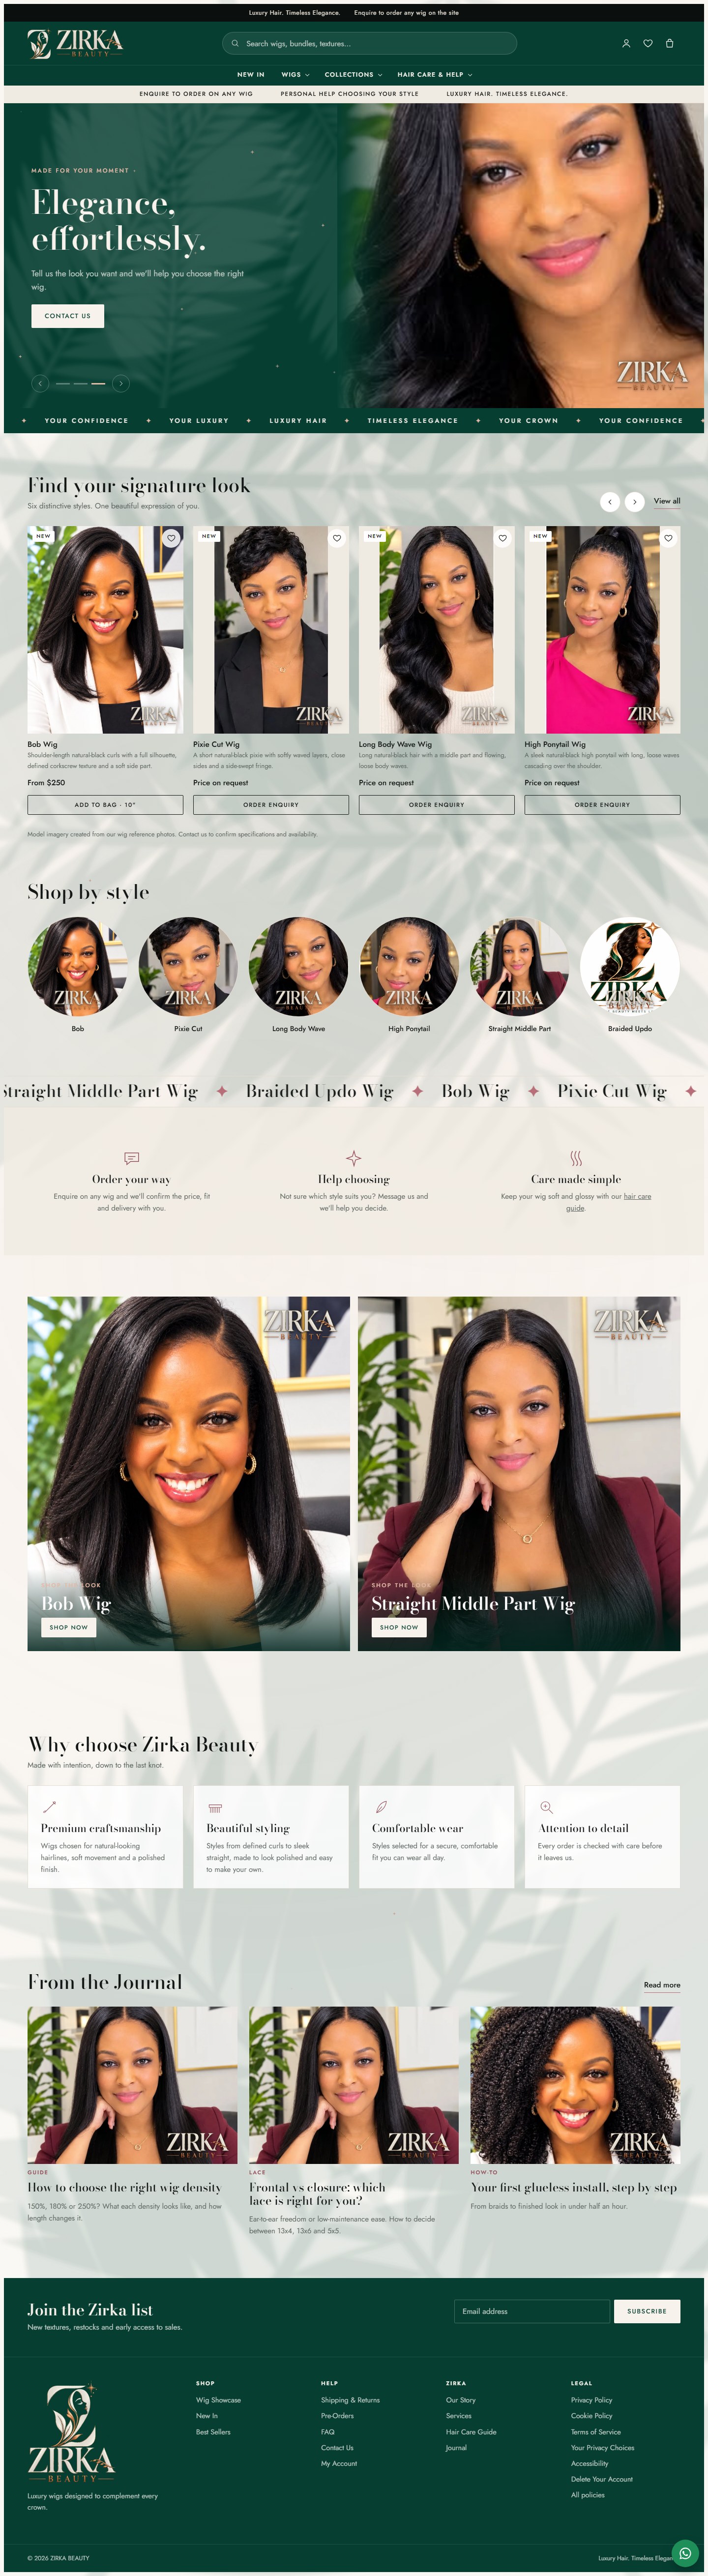 Luxury Hair. Timeless Elegance. Enquire to order any wig on the site
ZIRKA
BEAUTY
Search wigs, bundles, textures...
NEW IN WIGS COLLECTIONS HAIR CARE & HELP
ENQUIRE TO ORDER ON ANY WIG PERSONAL HELP CHOOSING YOUR STYLE LUXURY HAIR. TIMELESS ELEGANCE.
MADE FOR YOUR MOMENT
Elegance,
effortlessly.
Tell us the look you want and we'll help you choose the right
wig.
CONTACT US
ZIRKA
BEAUTY
YOUR CONFIDENCE YOUR LUXURY LUXURY HAIR TIMELESS ELEGANCE YOUR CROWN YOUR CONFIDENCE
Find your signature look
Six distinctive styles. One beautiful expression of you.
View all
NEW
NEW
NEW
NEW
ZIRKA
ZIRKA
ZIRKA
ZIRKA
Bob Wig
Shoulder-length natural-black curls with a full silhouette,
defined corkscrew texture and a soft side part.
From $250
ADD TO BAG - 10"
Pixie Cut Wig
A short natural-black pixie with softly waved layers, close
sides and a side-swept fringe.
Price on request
ORDER ENQUIRY
Long Body Wave Wig
Long natural-black hair with a middle part and flowing,
loose body waves.
Price on request
ORDER ENQUIRY
High Ponytail Wig
A sleek natural-black high ponytail with long, loose waves
cascading over the shoulder.
Price on request
ORDER ENQUIRY
Model imagery created from our wig reference photos. Contact us to confirm specifications and availability.
Shop by style
ZIRKA
ZIRKA
ZIRKA
ZIRKA
ZIRKA
ZIRKA
Bob
Pixie Cut
Long Body Wave
High Ponytail
Straight Middle Part
Braided Updo
Straight Middle Part Wig Braided Updo Wig Bob Wig Pixie Cut Wig
Order your way
Enquire on any wig and we'll confirm the price, fit
and delivery with you.
Help choosing
Not sure which style suits you? Message us and
we'll help you decide.
Care made simple
Keep your wig soft and glossy with our hair care
guide.
ZIRKA
BEAUTY
LOOK
Bob Wig
SHOP NOW
ZIRKA
BEAUTY
SHOP THE LOOK
Straight Middle Part Wig
SHOP NOW
Why choose Zirka Beauty
Made with intention, down to the last knot.
Premium craftsmanship
Wigs chosen for natural-looking
hairlines, soft movement and a polished
finish.
Beautiful styling
Styles from defined curls to sleek
straight, made to look polished and easy
to make your own.
Comfortable wear
Styles selected for a secure, comfortable
fit you can wear all day.
Attention to detail
Every order is checked with care before
it leaves us.
From the Journal
Read more
ZIRKA
BEAUTY
GUIDE
How to choose the right wig density
150%, 180% or 250%? What each density looks like, and how
length changes it.
ZIRKA
BEAUTY
LACE
Frontal vs closure: which
lace is right for you?
Ear-to-ear freedom or low-maintenance ease. How to decide
between 13x4, 13x6 and 5x5.
ZIRKA
BEAUTY
HOW-TO
Your first glueless install, step by step
From braids to finished look in under half an hour.
Join the Zirka list
New textures, restocks and early access to sales.
Email address
SUBSCRIBE
ZIRKA
BEAUTY
Luxury wigs designed to complement every
crown.
SHOP
Wig Showcase
New In
Best Sellers
HELP
Shipping & Returns
Pre-Orders
FAQ
Contact Us
My Account
ZIRKA
Our Story
Services
Hair Care Guide
Journal
LEGAL
Privacy Policy
Cookie Policy
Terms of Service
Your Privacy Choices
Accessibility
Delete Your Account
All policies
© 2026 ZIRKA BEAUTY
Luxury Hair. Timeless